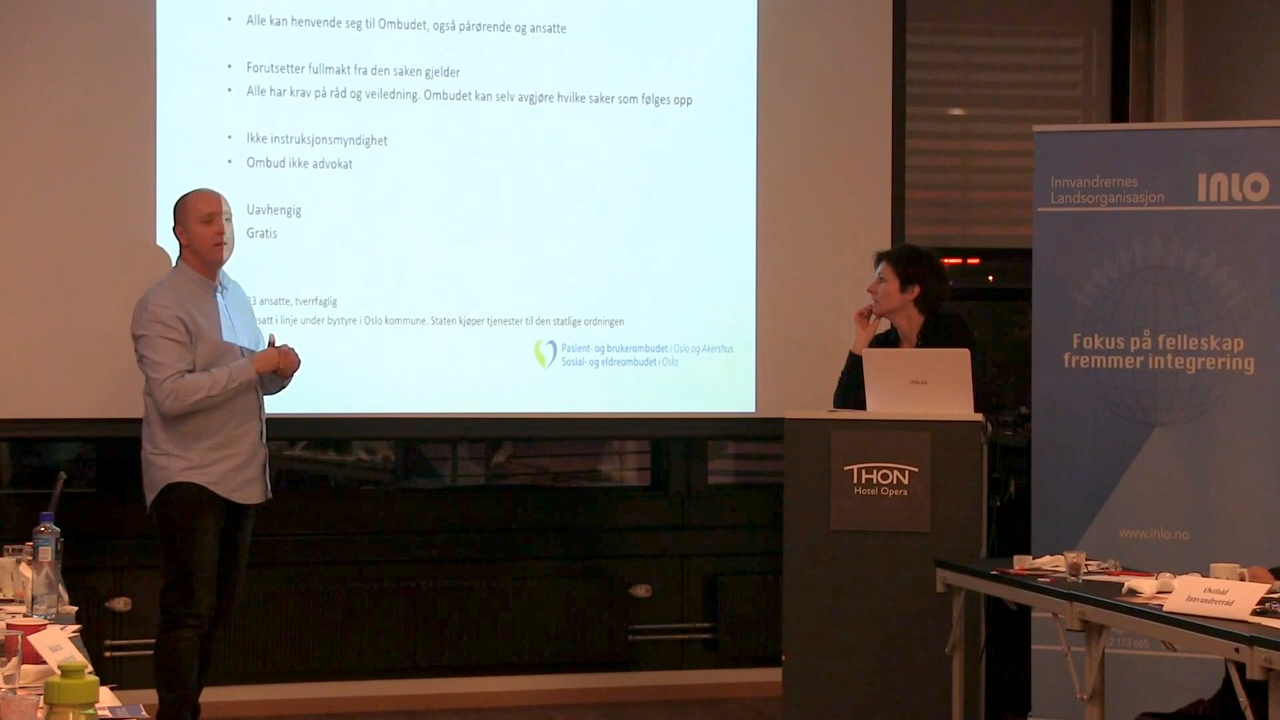 • Alle kan henvende seg til Ombudet, også pårørende og ansatte
• Forutsetter fullmakt fra den saken gjelder
• Alle har krav på råd og veiledning. Ombudet kan selv avgjøre hvilke saker som følges opp
• Ikke instruksjonsmyndighet
• Ombud ikke advokat
Uavhengig
Gratis
ansatte, tverrfaglig
i linje under bystyre i Oslo kommune. Staten kjøper tjenester til den statlige ordningen
Pasient- og brukerombudet i Oslo og Akershus
Sosial- og eldreombudet i Oslo
Innvandrernes
Landsorganisasjon
INLO
Fokus på felleskap
fremmer integrering
www.inlo.no
ASUS
THON
Hotel Opera
Østfold
Innvandrerråd